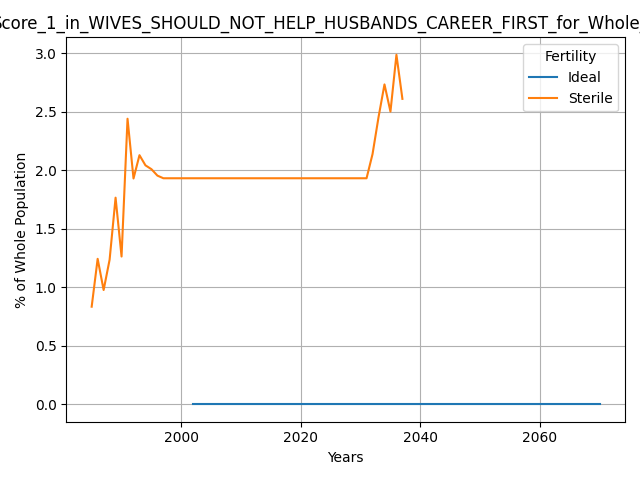 Score_1_in_WIVES_SHOULD_NOT_HELP_HUSBANDS_CAREER_FIRST_for_Whole_
Fertility
Ideal
Sterile
3.0
2.5
2.0
1.5
1.0
0.5
0.0
% of Whole Population
2000 2020 2040 2060
Years